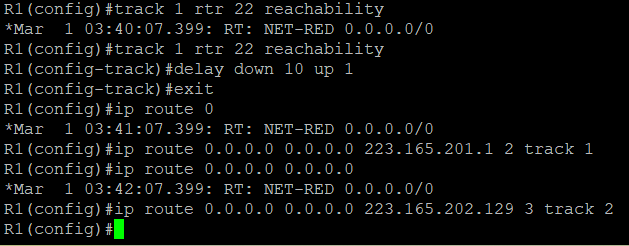 R1(config)#track 1 rtr 22 reachability
*Mar  1 03:40:07.399: RT: NET-RED 0.0.0.0/0
R1(config)#track 1 rtr 22 reachability
R1(config-track)#delay down 10 up 1
R1(config-track)#exit
R1(config)#ip route 0
*Mar  1 03:41:07.399: RT: NET-RED 0.0.0.0/0
R1(config)#ip route 0.0.0.0 0.0.0.0 223.165.201.1 2 track 1
R1(config)#ip route 0.0.0.0 0.0.0.0
*Mar  1 03:42:07.399: RT: NET-RED 0.0.0.0/0
R1(config)#ip route 0.0.0.0 0.0.0.0 223.165.202.129 3 track 2
R1(config)#